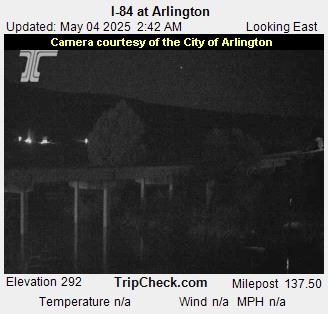 I-84 at Arlington
Updated: May 04 2025 2:42 AM Looking East
Camera courtesy of the City of Arlington
Elevation 292 TripCheck.com Milepost 137.50
Temperature n/a Wind n/a MPH n/a